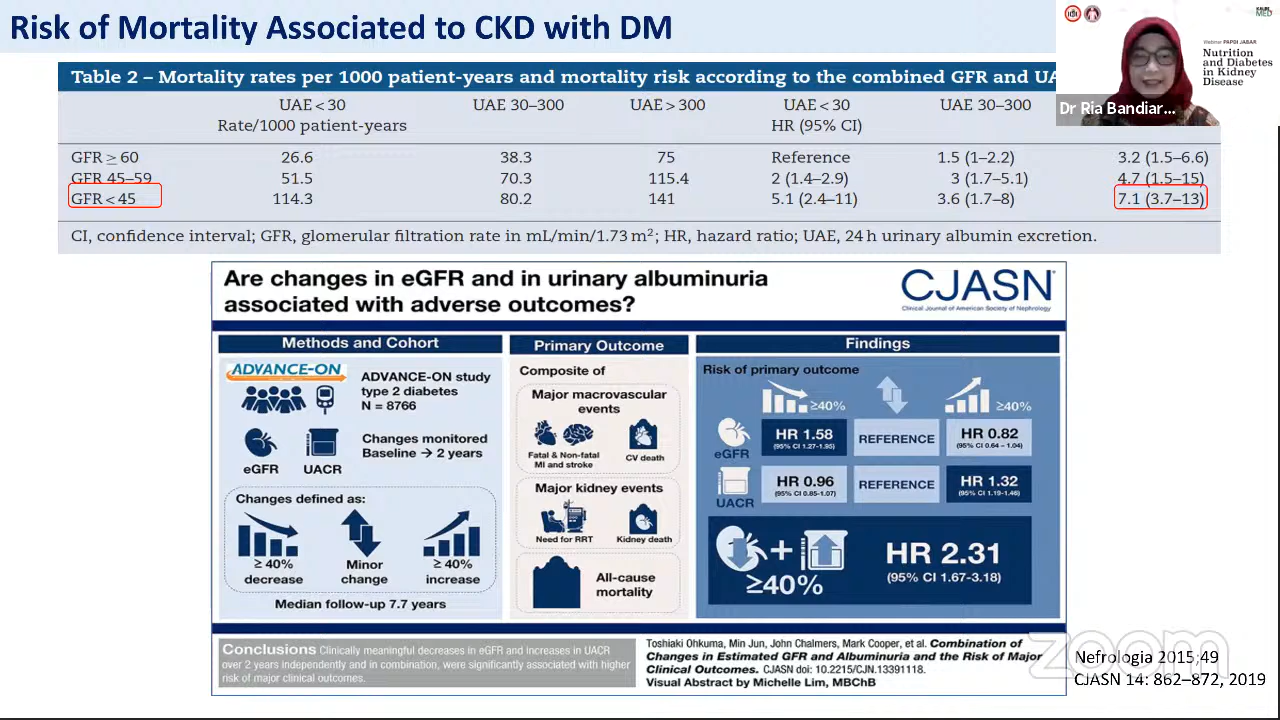 Risk of Mortality Associated to CKD with DM
KALBE
MED
Webinar PAPDI JABAR
Nutrition
and Diabetes
in Kidney
Disease
Dr Ria Bandiar...
Table 2 – Mortality rates per 1000 patient-years and mortality risk according to the combined GFR and
UAE < 30 UAE 30–300 UAE > 300 UAE < 30 UAE 30–300
Rate/1000 patient-years HR (95% CI)
GFR ≥ 60 26.6 38.3 75 Reference 1.5 (1–2.2) 3.2 (1.5–6.6)
GFR 45–59 51.5 70.3 115.4 2 (1.4–2.9) 3 (1.7–5.1) 4.7 (1.5–15)
GFR < 45 114.3 80.2 141 5.1 (2.4–11) 3.6 (1.7–8) 7.1 (3.7–13)
CI, confidence interval; GFR, glomerular filtration rate in mL/min/1.73 m²; HR, hazard ratio; UAE, 24 h urinary albumin excretion.
Are changes in eGFR and in urinary albuminuria
associated with adverse outcomes?
CJASN
Clinical Journal of American Society of Nephrology
Methods and Cohort
ADVANCE-ON
ADVANCE-ON study
type 2 diabetes
N = 8766
eGFR UACR
Changes monitored
Baseline → 2 years
Changes defined as:
≥ 40% decrease
Minor change
≥ 40% increase
Median follow-up 7.7 years
Primary Outcome
Composite of
Major macrovascular
events
Fatal & Non-fatal
MI and stroke
CV death
Major kidney events
Need for RRT Kidney death
All-cause
mortality
Findings
Risk of primary outcome
≥40% ≥40%
eGFR
HR 1.58
(95% CI 1.27-1.95)
REFERENCE
HR 0.82
(95% CI 0.64 – 1.04)
UACR
HR 0.96
(95% CI 0.85-1.07)
REFERENCE
HR 1.32
(95% CI 1.19-1.46)
+
≥40%
HR 2.31
(95% CI 1.67-3.18)
Conclusions Clinically meaningful decreases in eGFR and increases in UACR
over 2 years independently and in combination, were significantly associated with higher
risk of major clinical outcomes.
Toshiaki Ohkuma, Min Jun, John Chalmers, Mark Cooper, et al. Combination of
Changes in Estimated GFR and Albuminuria and the Risk of Major
Clinical Outcomes. CJASN doi: 10.2215/CJN.13391118.
Visual Abstract by Michelle Lim, MBChB
zoom
Nefrologia 2015;49
CJASN 14: 862–872, 2019